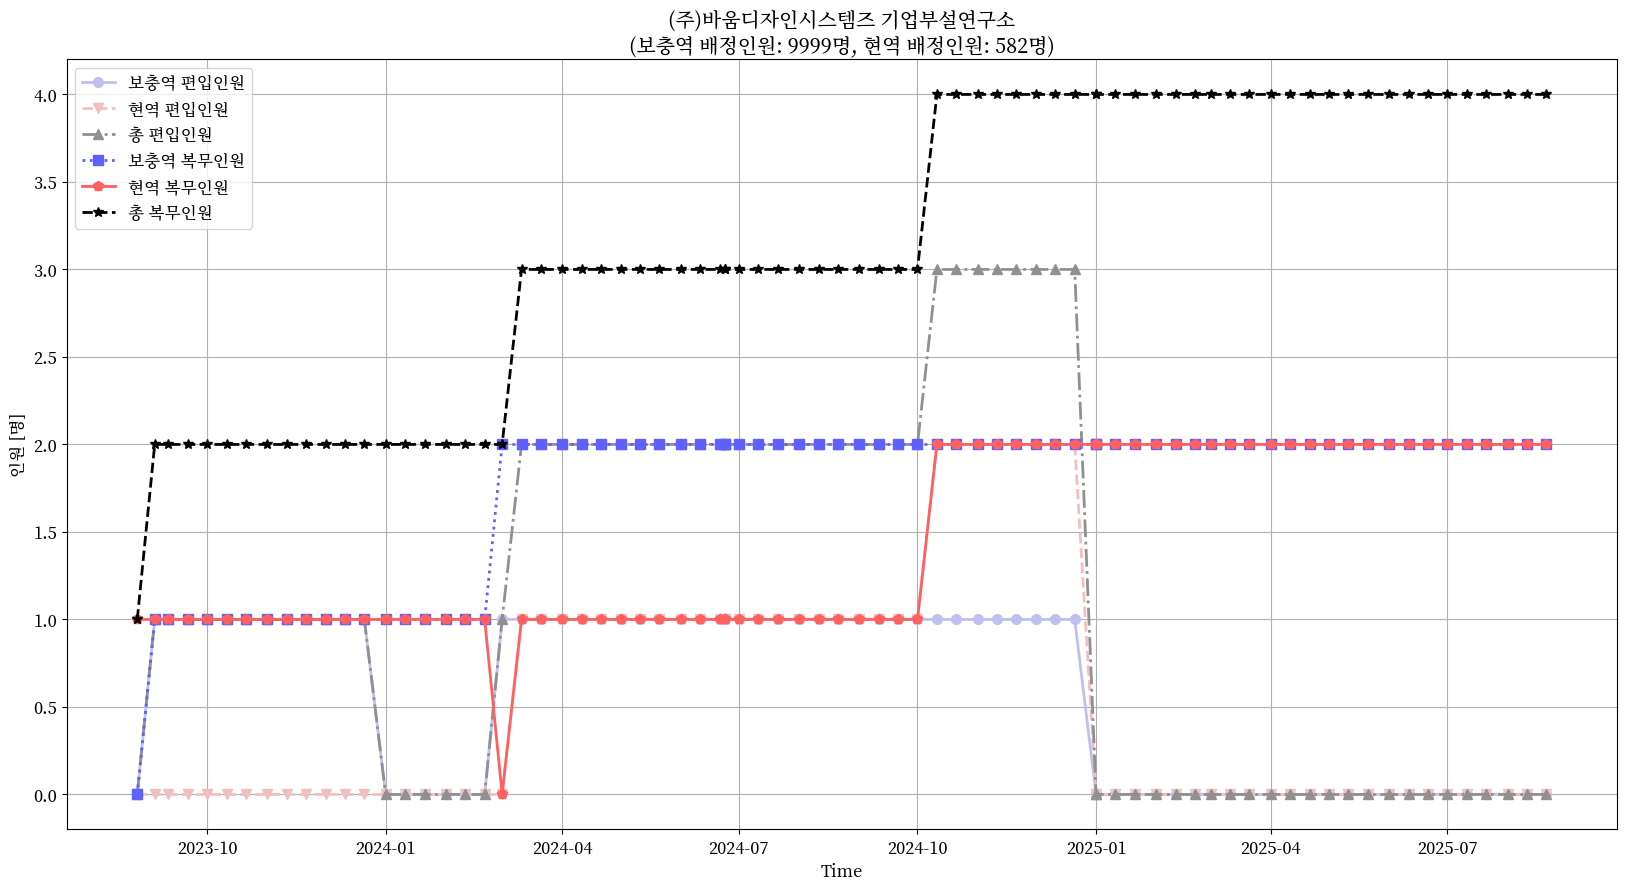 (주)바움디자인시스템즈 기업부설연구소
(보충역 배정인원: 9999명, 현역 배정인원: 582명)
보충역 편입인원
현역 편입인원
총 편입인원
보충역 복무인원
현역 복무인원
총 복무인원
4.0
3.5
3.0
2.5
2.0
1.5
1.0
0.5
0.0
인원 [명]
2023-10
2024-01
2024-04
2024-07
2024-10
2025-01
2025-04
2025-07
Time